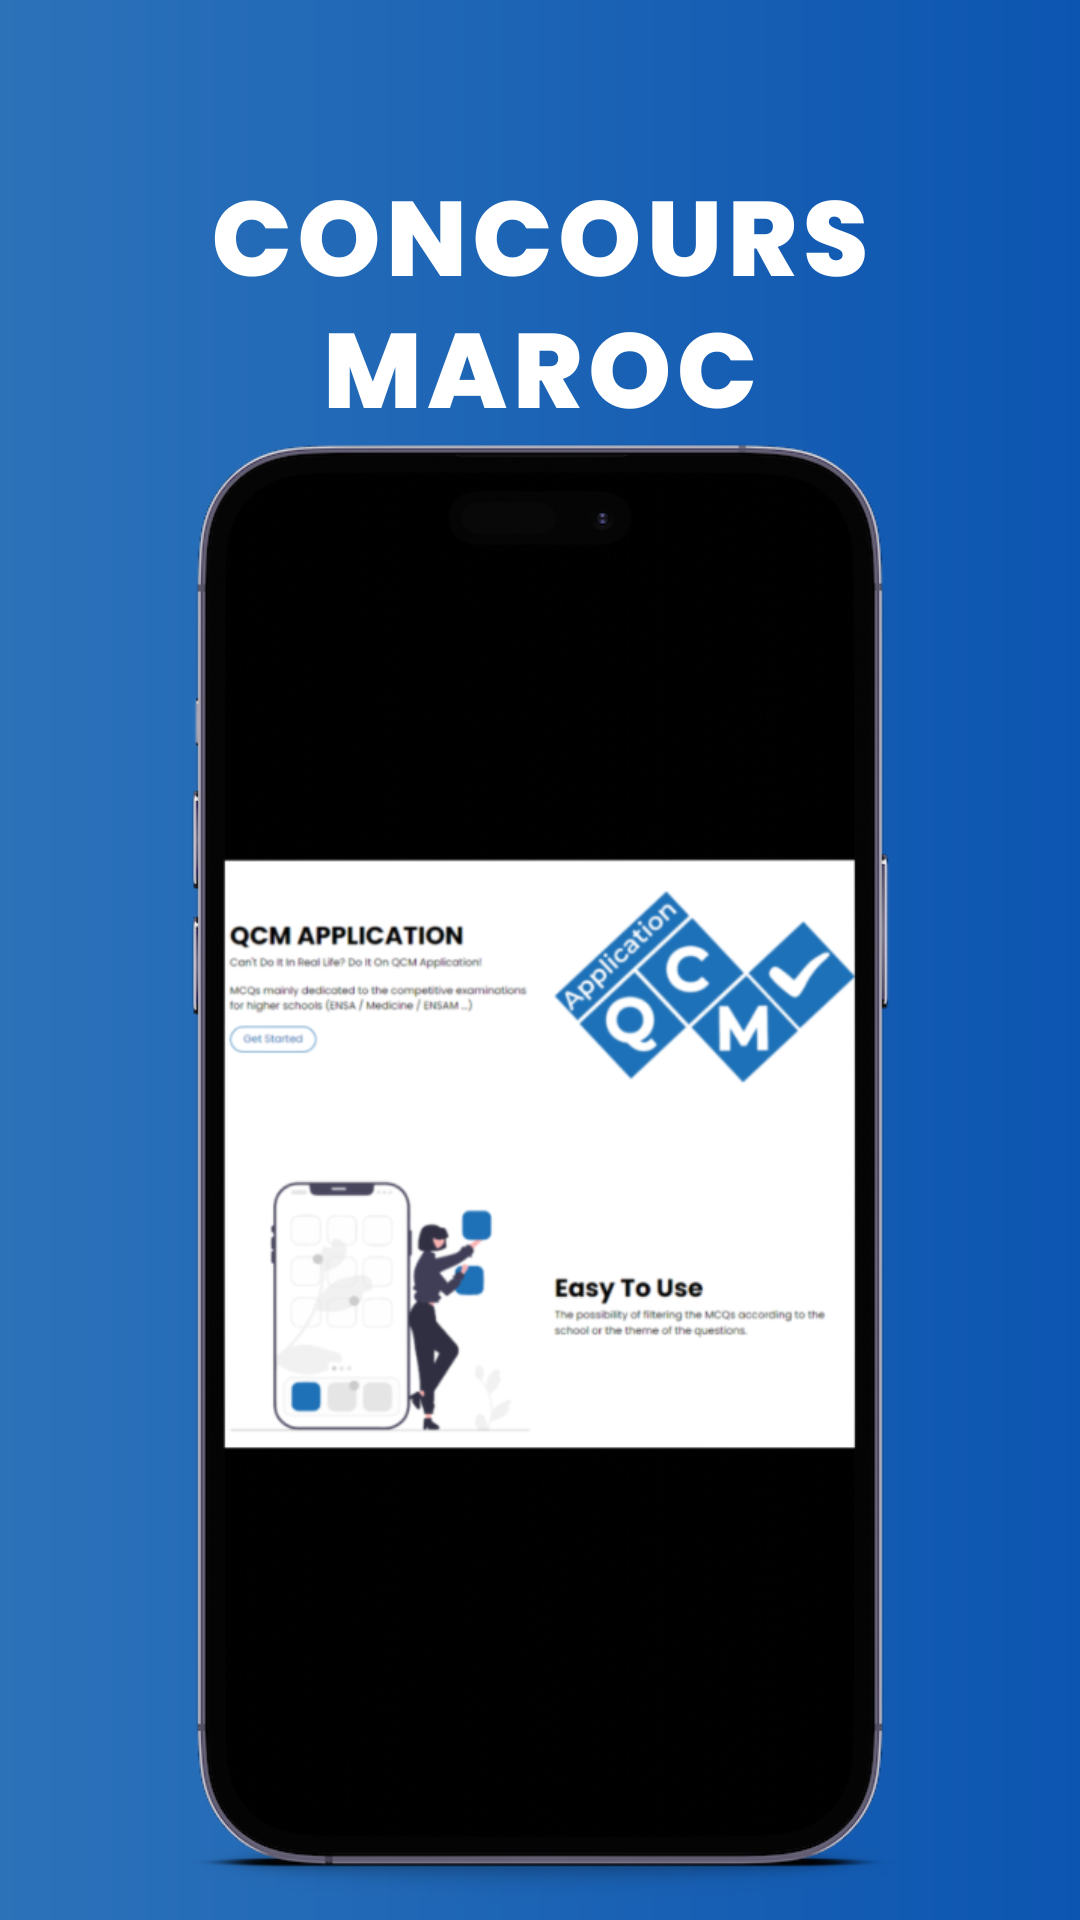 CONCOURS
MAROC
QCM APPLICATION
Can't Do It In Real Life? Do It On QCM Application!
MCQs mainly dedicated to the competitive examinations
for higher schools (ENSA / Medicine / ENSAM ...)
Get Started
Application
Q C M
Easy To Use
The possibility of filtering the MCQs according to the
school or the theme of the questions.